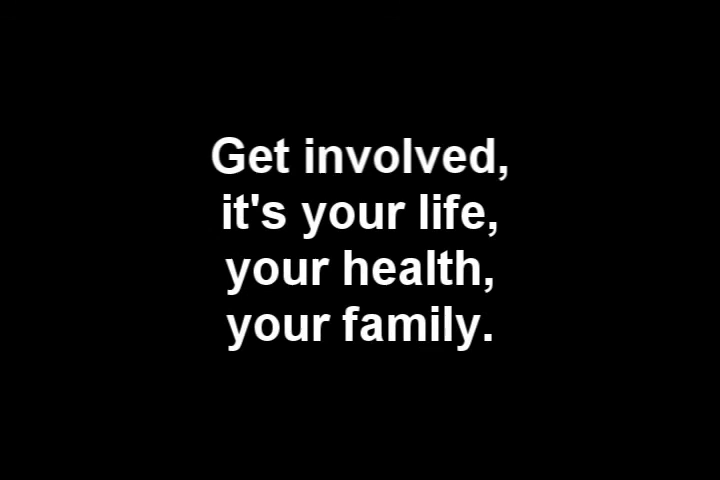 Get involved,
it's your life,
your health,
your family.